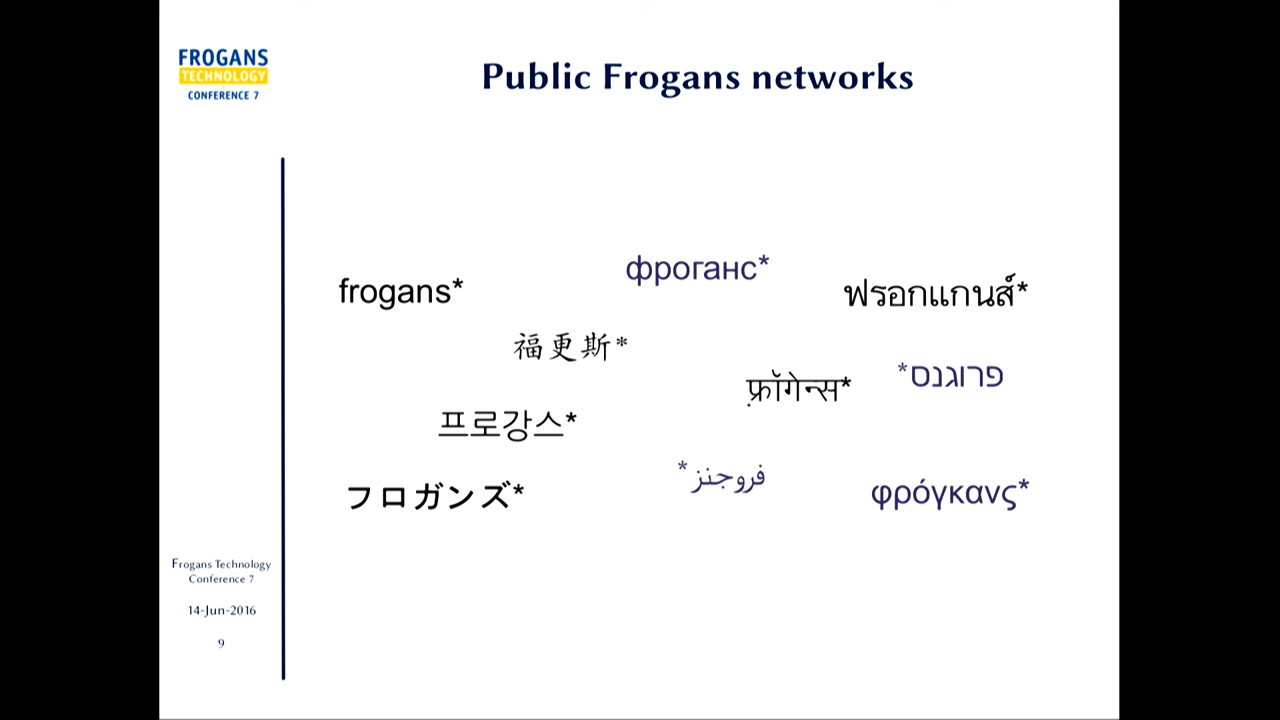 FROGANS
TECHNOLOGY
CONFERENCE 7
Public Frogans networks
frogans*
фроганс*
ฟรอกแกนส์*
福更斯*
फ़्रॉगेन्स*
פרוגנס*
프로강스*
فروجنز*
フロガンズ*
φρόγκανς*
Frogans Technology
Conference 7
14-Jun-2016
9